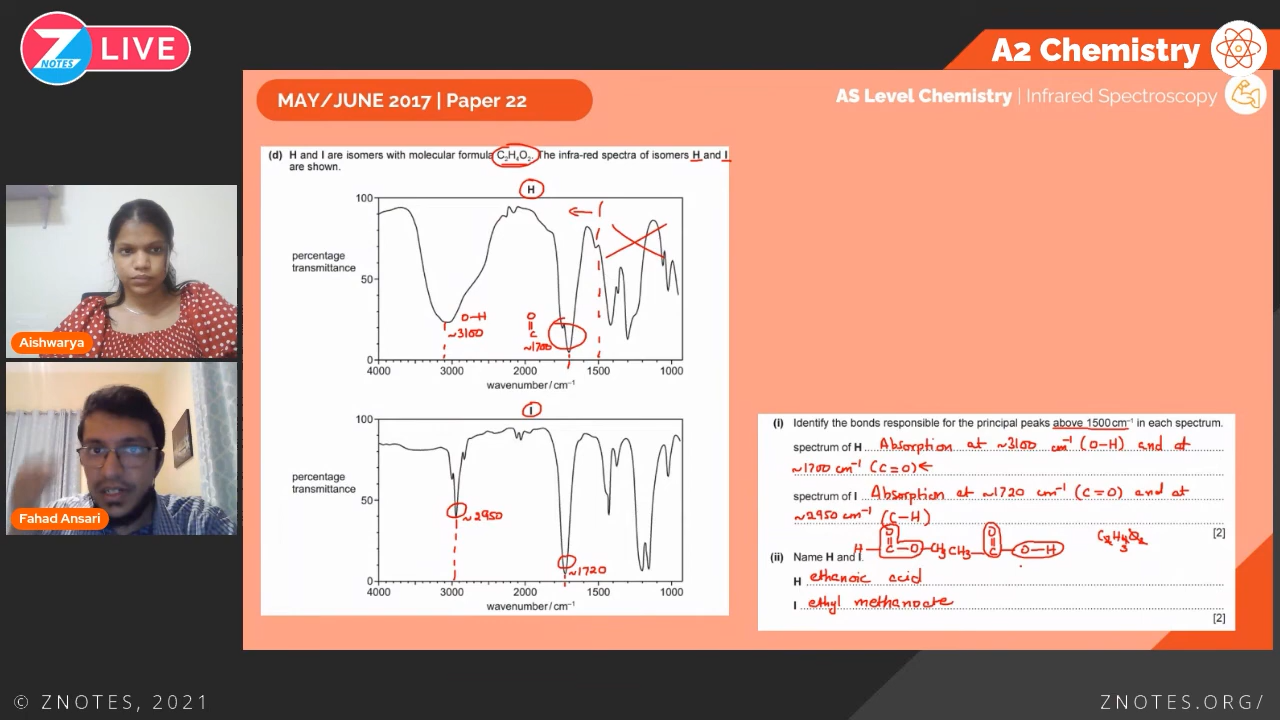 Z NOTES LIVE
A2 Chemistry
MAY/JUNE 2017 | Paper 22
AS Level Chemistry | Infrared Spectroscopy
(d) H and I are isomers with molecular formula C₂H₄O₂. The infra-red spectra of isomers H and I
are shown.
H
100
percentage
transmittance
50
O-H
~3100
O
C
~1700
0
4000 3000 2000 1500 1000
wavenumber/cm⁻¹
I
100
percentage
transmittance
50
~2950
~1720
0
4000 3000 2000 1500 1000
wavenumber/cm⁻¹
(i) Identify the bonds responsible for the principal peaks above 1500 cm⁻¹ in each spectrum.
spectrum of H Absorption at ~3100 cm⁻¹ (O-H) and at
~1700 cm⁻¹ (C=O)←
spectrum of I Absorption at ~1720 cm⁻¹ (C=O) and at
~2950 cm⁻¹ (C-H)
[2]
(ii) Name H and I.
H-C-O-CH₃
O
CH₃-C-O-H
O
H ethanoic acid
I ethyl methanoate
[2]
Aishwarya
Fahad Ansari
© ZNOTES, 2021
ZNOTES.ORG/